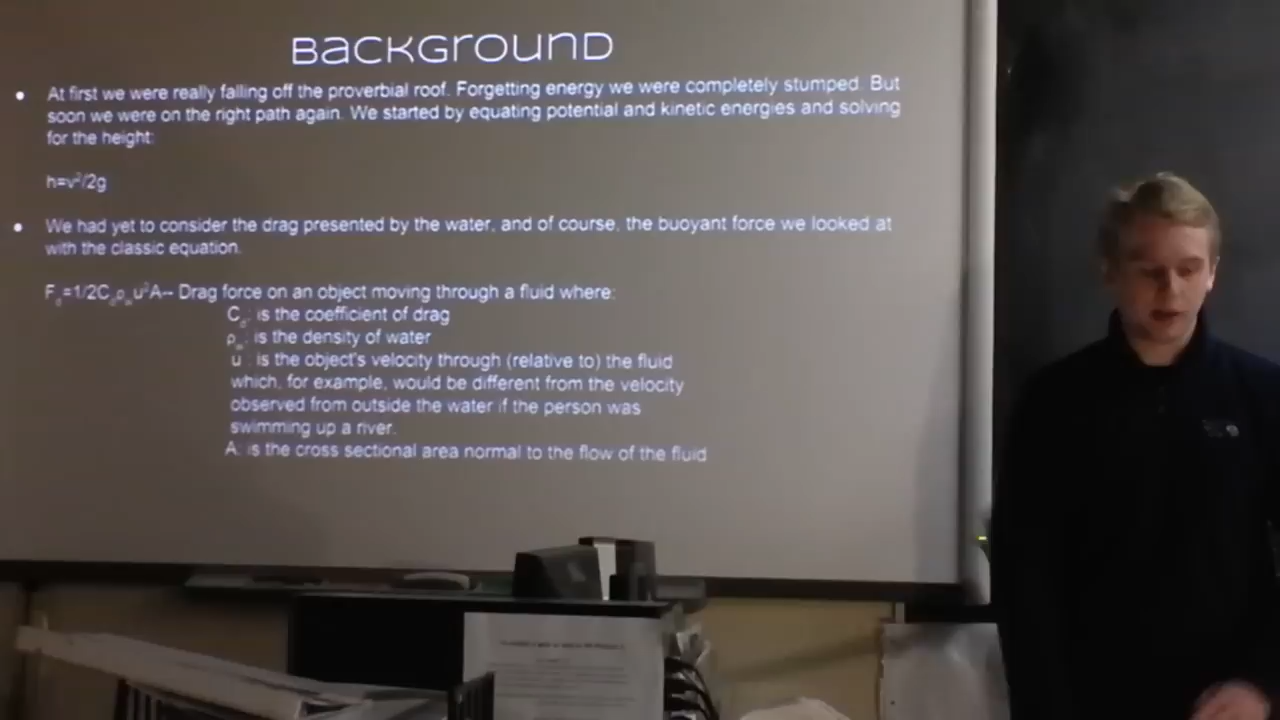 Background
• At first we were really falling off the proverbial roof. Forgetting energy we were completely stumped. But
soon we were on the right path again. We started by equating potential and kinetic energies and solving
for the height:
h=v²/2g
• We had yet to consider the drag presented by the water, and of course, the buoyant force we looked at
with the classic equation.
F_d=1/2C_dρ_wu²A-- Drag force on an object moving through a fluid where:
C_d: is the coefficient of drag
ρ_w: is the density of water
u : is the object's velocity through (relative to) the fluid
which, for example, would be different from the velocity
observed from outside the water if the person was
swimming up a river.
A: is the cross sectional area normal to the flow of the fluid